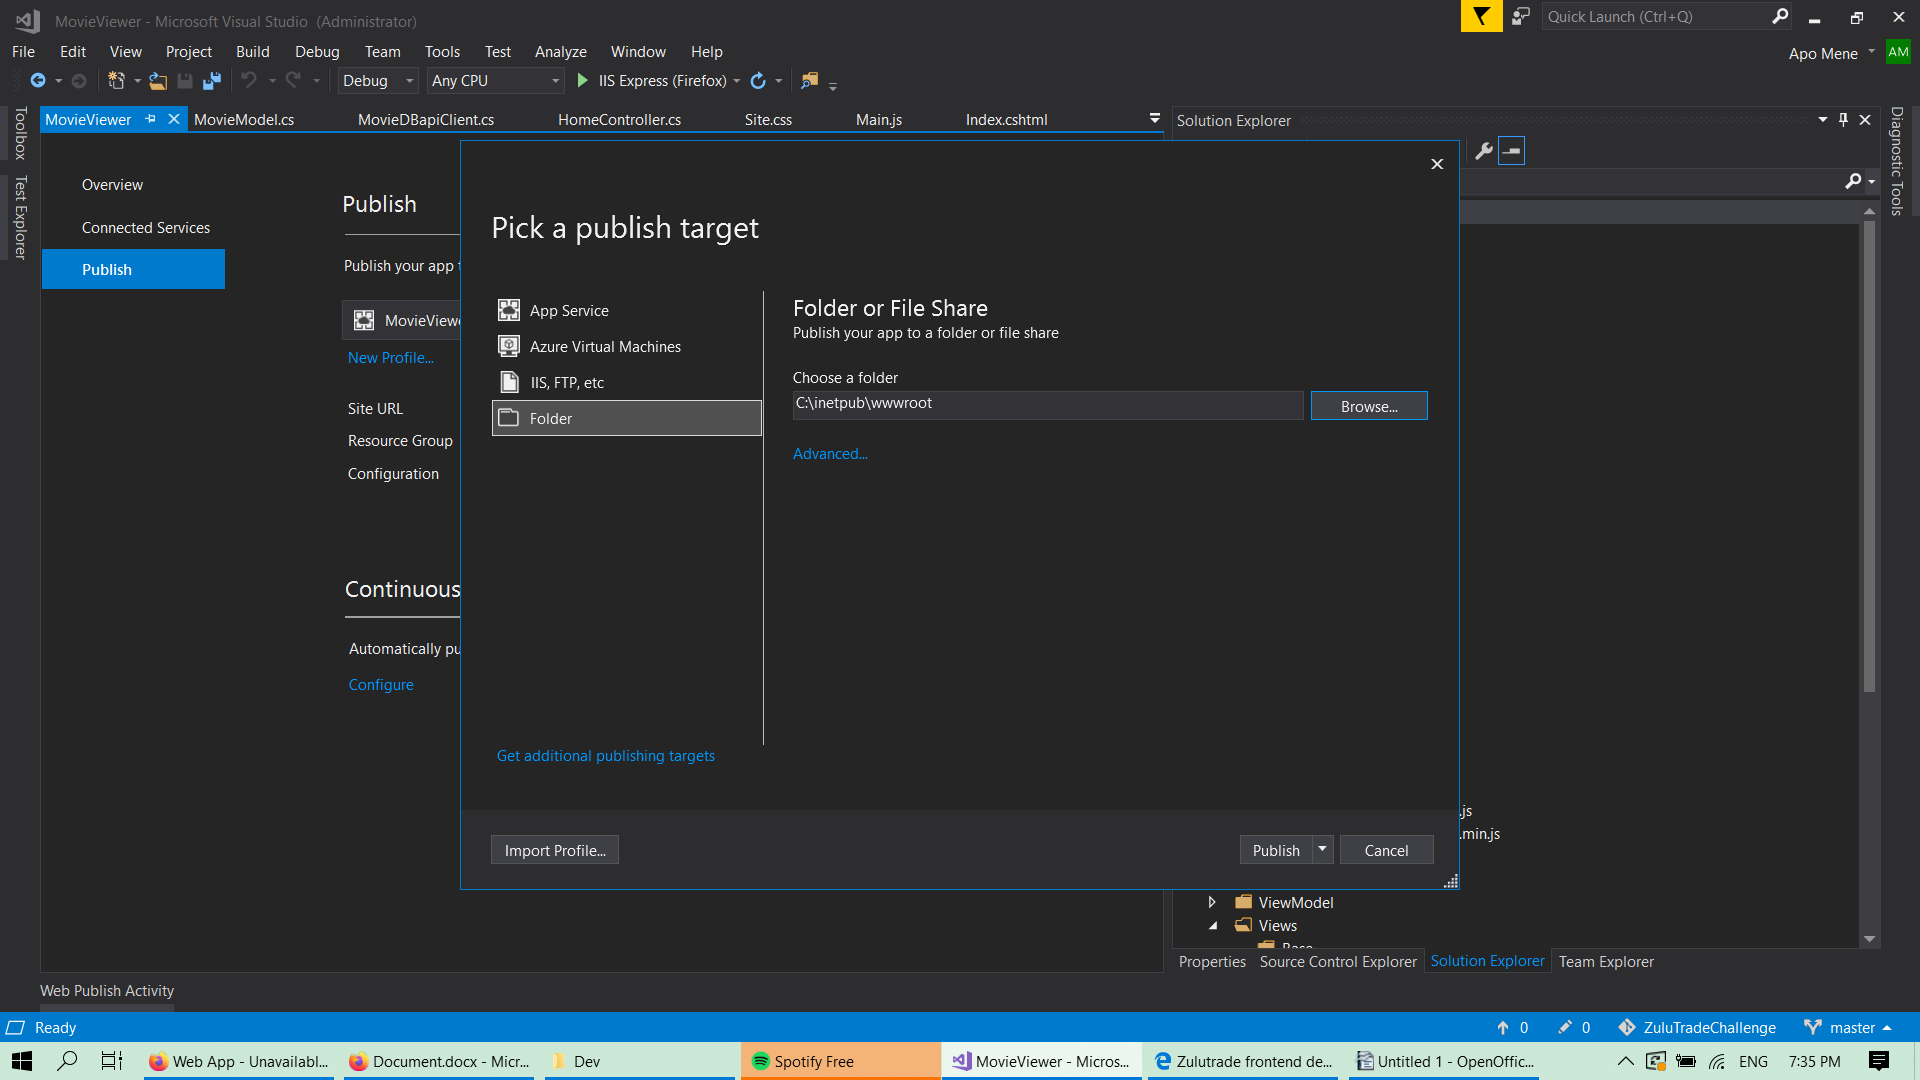 MovieViewer - Microsoft Visual Studio (Administrator)
Quick Launch (Ctrl+Q)
File Edit View Project Build Debug Team Tools Test Analyze Window Help
Apo Mene
AM
Debug
Any CPU
IIS Express (Firefox)
Toolbox
Test Explorer
MovieViewer
MovieModel.cs
MovieDBapiClient.cs
HomeController.cs
Site.css
Main.js
Index.cshtml
Solution Explorer
Diagnostic Tools
Overview
Connected Services
Publish
Publish
Publish your app
MovieViewe
New Profile...
Site URL
Resource Group
Configuration
Continuous
Automatically pu
Configure
Pick a publish target
App Service
Azure Virtual Machines
IIS, FTP, etc
Folder
Folder or File Share
Publish your app to a folder or file share
Choose a folder
C:\inetpub\wwwroot
Browse...
Advanced...
Get additional publishing targets
Import Profile...
Publish
Cancel
.js
.min.js
ViewModel
Views
Base
Properties
Source Control Explorer
Solution Explorer
Team Explorer
Web Publish Activity
Ready
0
0
ZuluTradeChallenge
master
Web App - Unavailabl...
Document.docx - Micr...
Dev
Spotify Free
MovieViewer - Micros...
Zulutrade frontend de...
Untitled 1 - OpenOffic...
ENG
7:35 PM